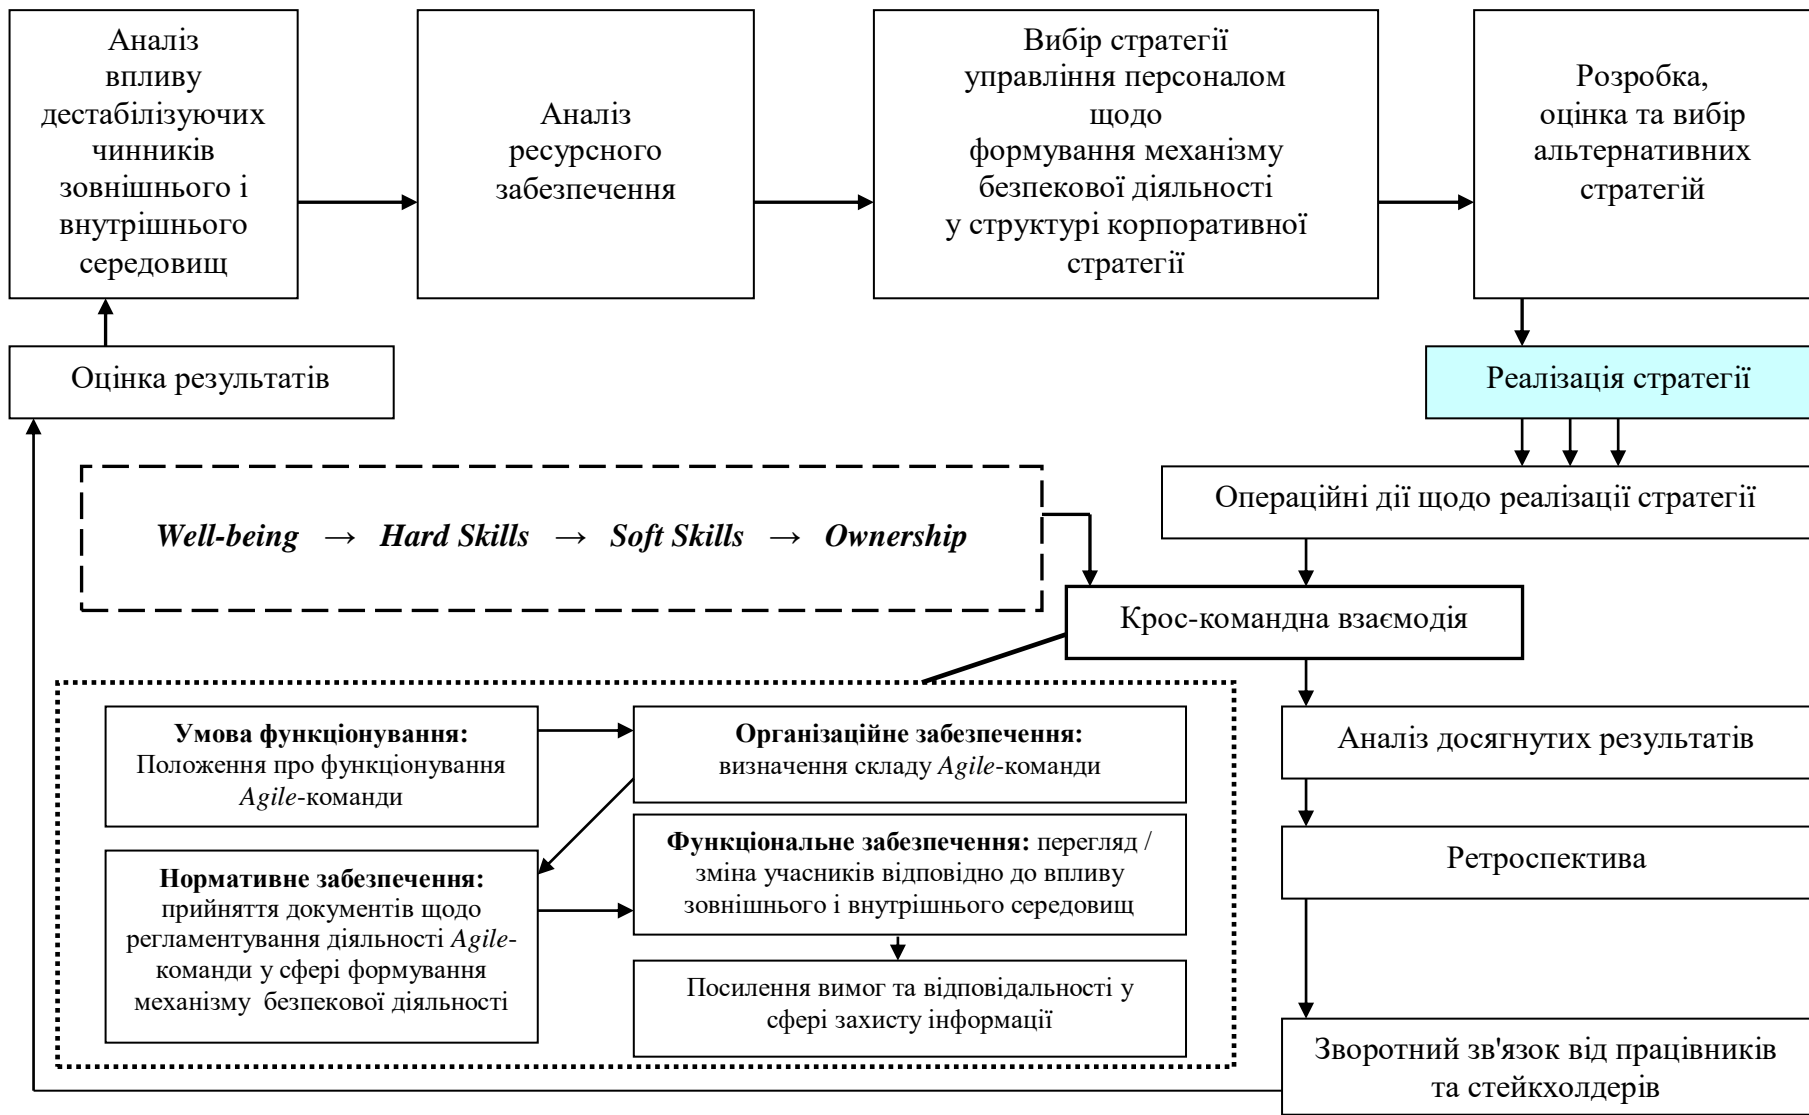 Аналіз
впливу
дестабілізуючих
чинників
зовнішнього і
внутрішнього
середовищ
Аналіз
ресурсного
забезпечення
Вибір стратегії
управління персоналом
щодо
формування механізму
безпекової діяльності
у структурі корпоративної
стратегії
Розробка,
оцінка та вибір
альтернативних
стратегій
Оцінка результатів
Реалізація стратегії
Well-being → Hard Skills → Soft Skills → Ownership
Операційні дії щодо реалізації стратегії
Крос-командна взаємодія
Умова функціонування:
Положення про функціонування
Agile-команди
Організаційне забезпечення:
визначення складу Agile-команди
Нормативне забезпечення:
прийняття документів щодо
регламентування діяльності Agile-
команди у сфері формування
механізму безпекової діяльності
Функціональне забезпечення: перегляд /
зміна учасників відповідно до впливу
зовнішнього і внутрішнього середовищ
Посилення вимог та відповідальності у
сфері захисту інформації
Аналіз досягнутих результатів
Ретроспектива
Зворотний зв'язок від працівників
та стейкхолдерів